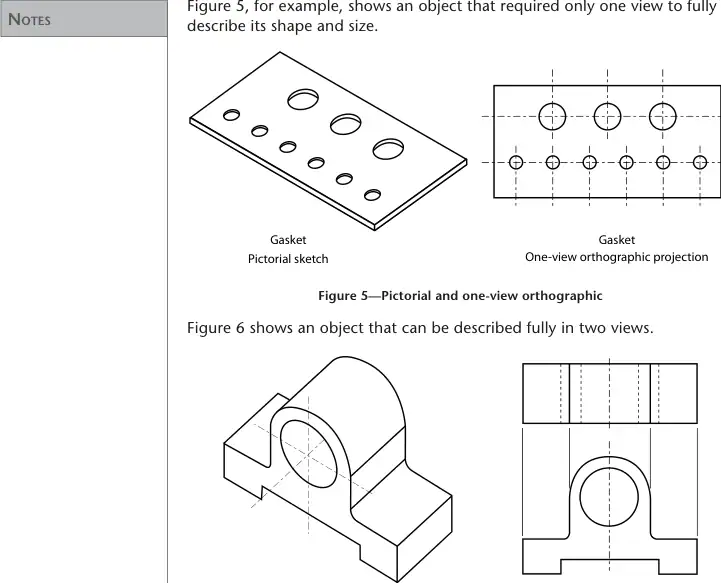 NOTES
Figure 5, for example, shows an object that required only one view to fully
describe its shape and size.
Gasket
Pictorial sketch
Gasket
One-view orthographic projection
Figure 5—Pictorial and one-view orthographic
Figure 6 shows an object that can be described fully in two views.